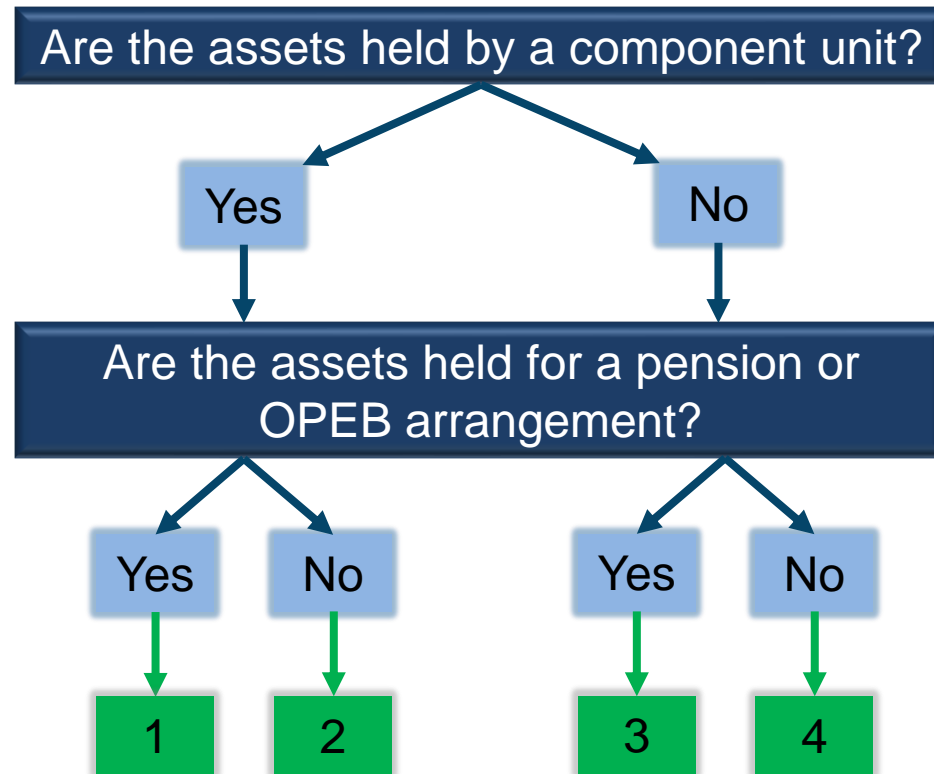 Are the assets held by a component unit?
Yes
No
Are the assets held for a pension or
OPEB arrangement?
Yes
No
Yes
No
1
2
3
4